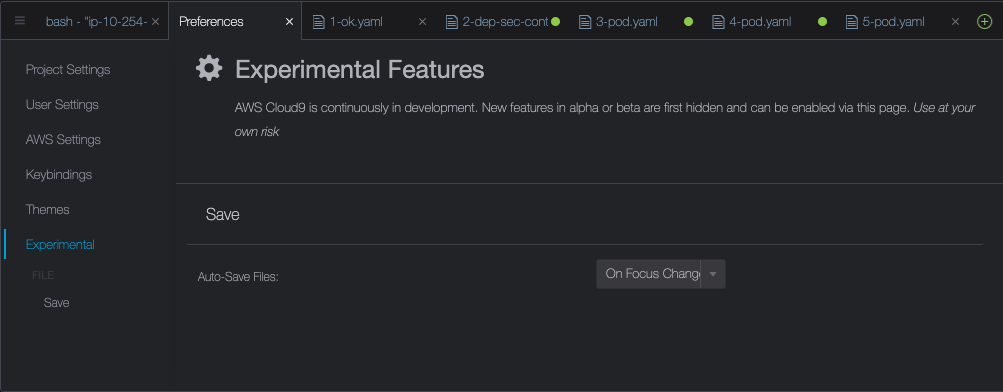 bash - "ip-10-254-
Preferences
1-ok.yaml
2-dep-sec-cont
3-pod.yaml
4-pod.yaml
5-pod.yaml
Project Settings
User Settings
AWS Settings
Keybindings
Themes
Experimental
FILE
Save
Experimental Features
AWS Cloud9 is continuously in development. New features in alpha or beta are first hidden and can be enabled via this page. Use at your
own risk
Save
Auto-Save Files:
On Focus Chang